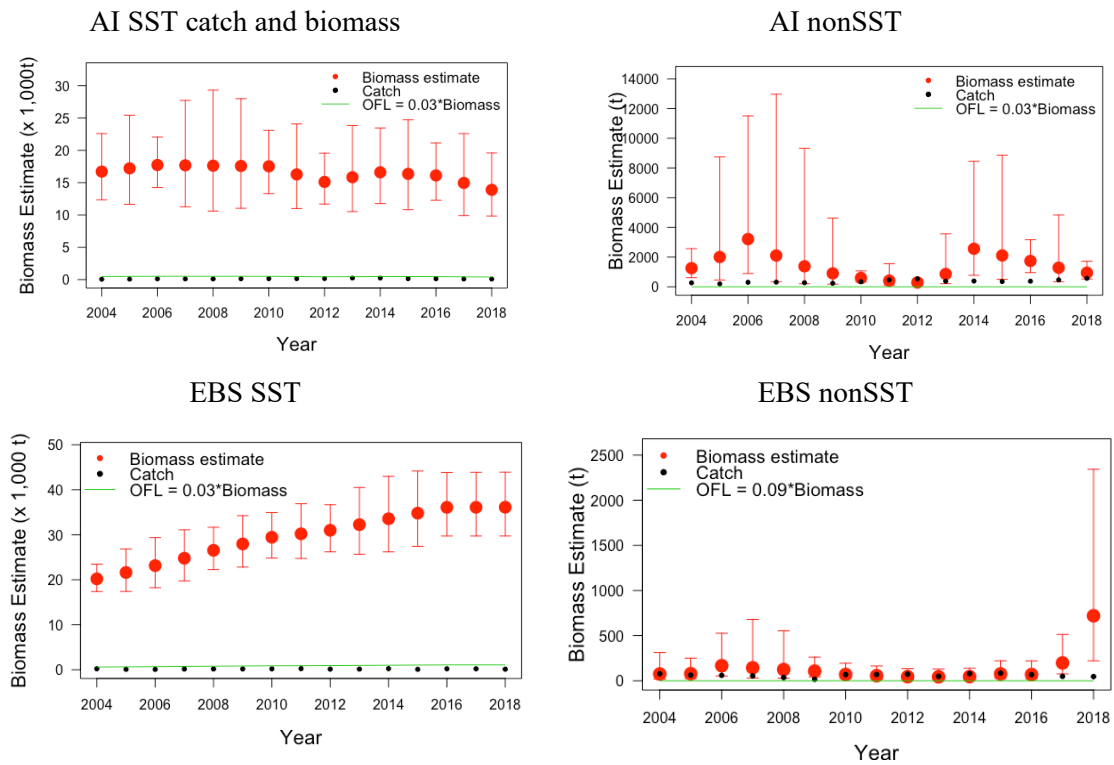 AI SST catch and biomass
Biomass Estimate (x 1,000t)
30
25
20
15
10
5
0
Biomass estimate
Catch
OFL = 0.03*Biomass
2004 2006 2008 2010 2012 2014 2016 2018
Year
AI nonSST
Biomass Estimate (t)
14000
12000
10000
8000
6000
4000
2000
0
Biomass estimate
Catch
OFL = 0.03*Biomass
2004 2006 2008 2010 2012 2014 2016 2018
Year
EBS SST
Biomass Estimate (x 1,000 t)
50
40
30
20
10
0
Biomass estimate
Catch
OFL = 0.03*Biomass
2004 2006 2008 2010 2012 2014 2016 2018
Year
EBS nonSST
Biomass Estimate (t)
2500
2000
1500
1000
500
0
Biomass estimate
Catch
OFL = 0.09*Biomass
2004 2006 2008 2010 2012 2014 2016 2018
Year